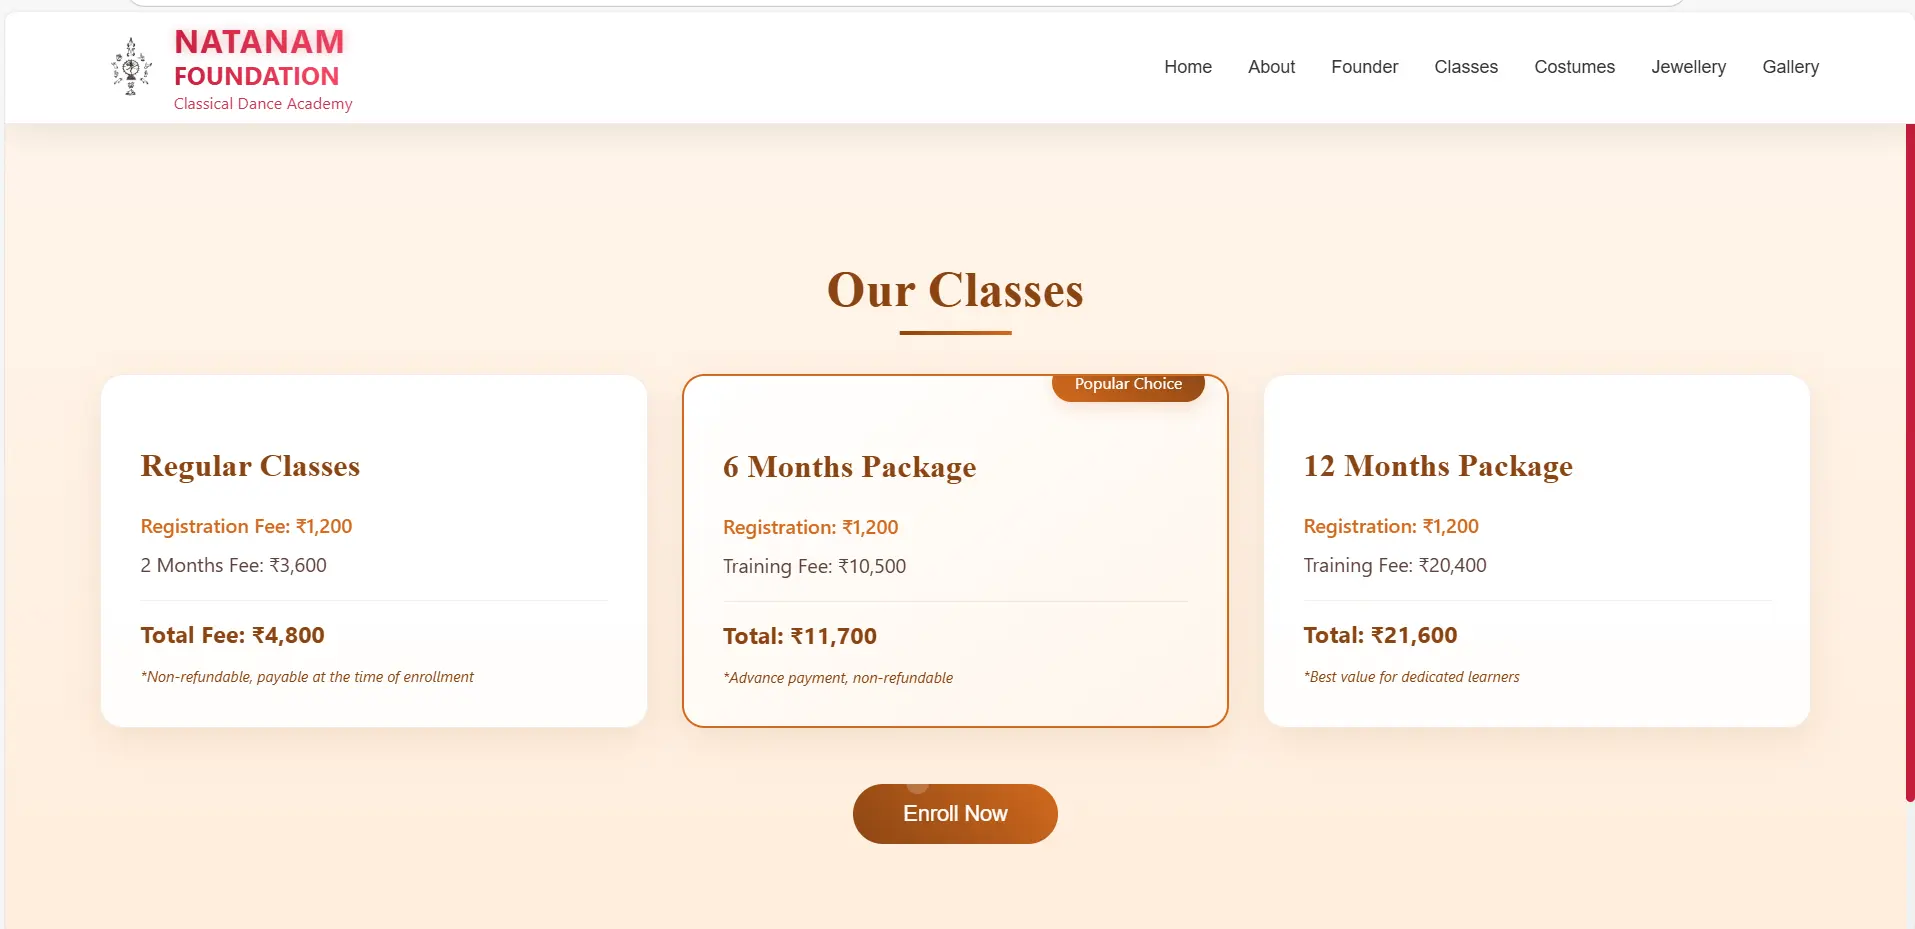 NATANAM
FOUNDATION
Classical Dance Academy
Home About Founder Classes Costumes Jewellery Gallery
Our Classes
Regular Classes
Registration Fee: ₹1,200
2 Months Fee: ₹3,600
Total Fee: ₹4,800
*Non-refundable, payable at the time of enrollment
Popular Choice
6 Months Package
Registration: ₹1,200
Training Fee: ₹10,500
Total: ₹11,700
*Advance payment, non-refundable
12 Months Package
Registration: ₹1,200
Training Fee: ₹20,400
Total: ₹21,600
*Best value for dedicated learners
Enroll Now